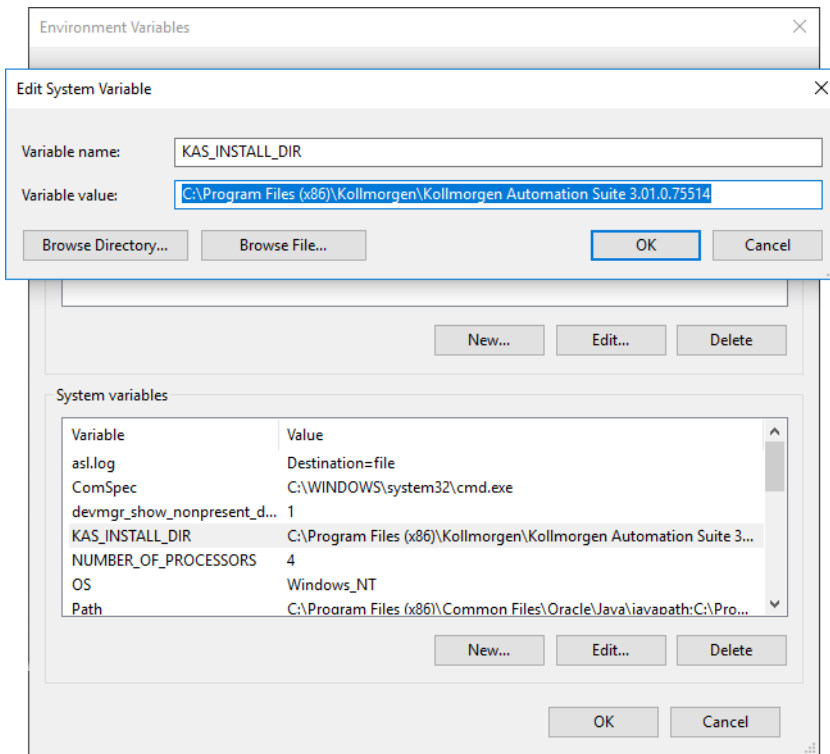 Environment Variables
Edit System Variable
Variable name: KAS_INSTALL_DIR
Variable value: C:\Program Files (x86)\Kollmorgen\Kollmorgen Automation Suite 3.01.0.75514
Browse Directory... Browse File... OK Cancel
New... Edit... Delete
System variables
Variable Value
asl.log Destination=file
ComSpec C:\WINDOWS\system32\cmd.exe
devmgr_show_nonpresent_d... 1
KAS_INSTALL_DIR C:\Program Files (x86)\Kollmorgen\Kollmorgen Automation Suite 3...
NUMBER_OF_PROCESSORS 4
OS Windows_NT
Path C:\Program Files (x86)\Common Files\Oracle\Java\javapath;C:\Pro...
New... Edit... Delete
OK Cancel